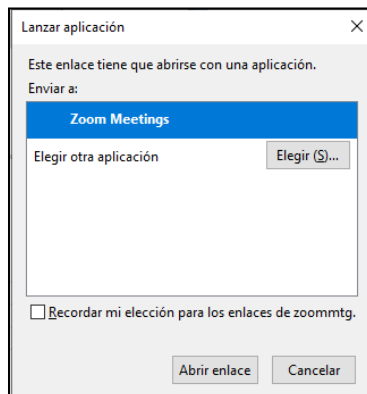 Lanzar aplicación
Este enlace tiene que abrirse con una aplicación.
Enviar a:
Zoom Meetings
Elegir otra aplicación
Elegir (S)...
Recordar mi elección para los enlaces de zoommtg.
Abrir enlace
Cancelar